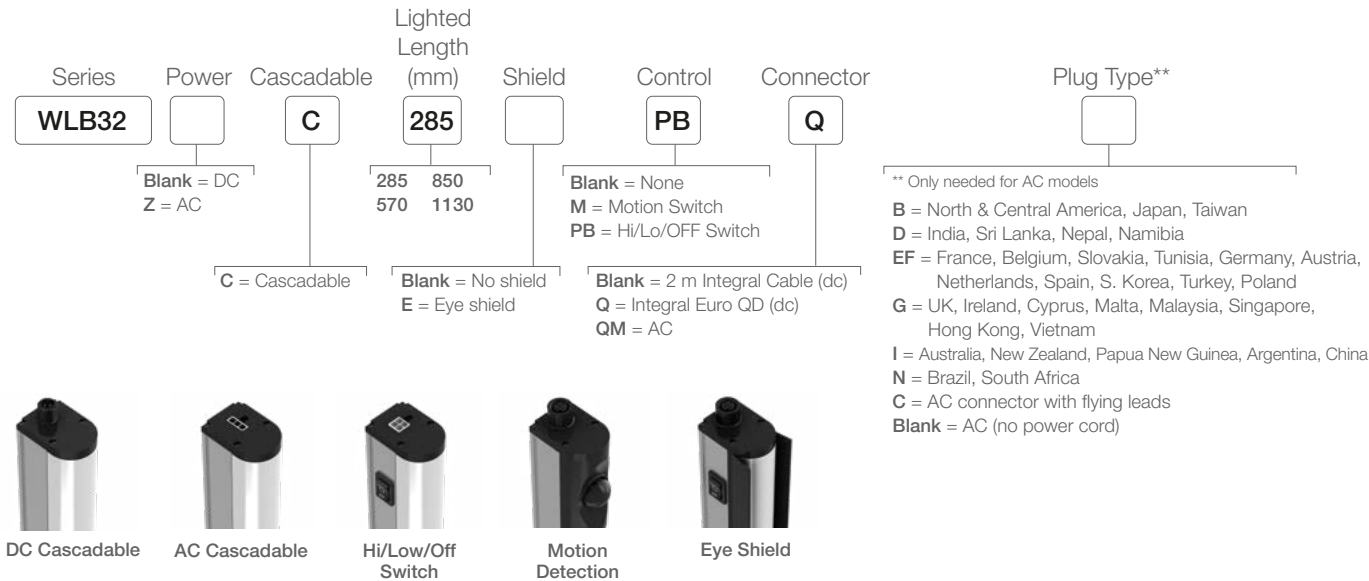 Lighted
Length
Series Power Cascadable (mm) Shield Control Connector Plug Type**
WLB32 C 285 PB Q
Blank = DC
Z = AC
C = Cascadable
285 850
570 1130
Blank = No shield
E = Eye shield
Blank = None
M = Motion Switch
PB = Hi/Lo/OFF Switch
Blank = 2 m Integral Cable (dc)
Q = Integral Euro QD (dc)
QM = AC
** Only needed for AC models
B = North & Central America, Japan, Taiwan
D = India, Sri Lanka, Nepal, Namibia
EF = France, Belgium, Slovakia, Tunisia, Germany, Austria,
Netherlands, Spain, S. Korea, Turkey, Poland
G = UK, Ireland, Cyprus, Malta, Malaysia, Singapore,
Hong Kong, Vietnam
I = Australia, New Zealand, Papua New Guinea, Argentina, China
N = Brazil, South Africa
C = AC connector with flying leads
Blank = AC (no power cord)
DC Cascadable
AC Cascadable
Hi/Low/Off
Switch
Motion
Detection
Eye Shield